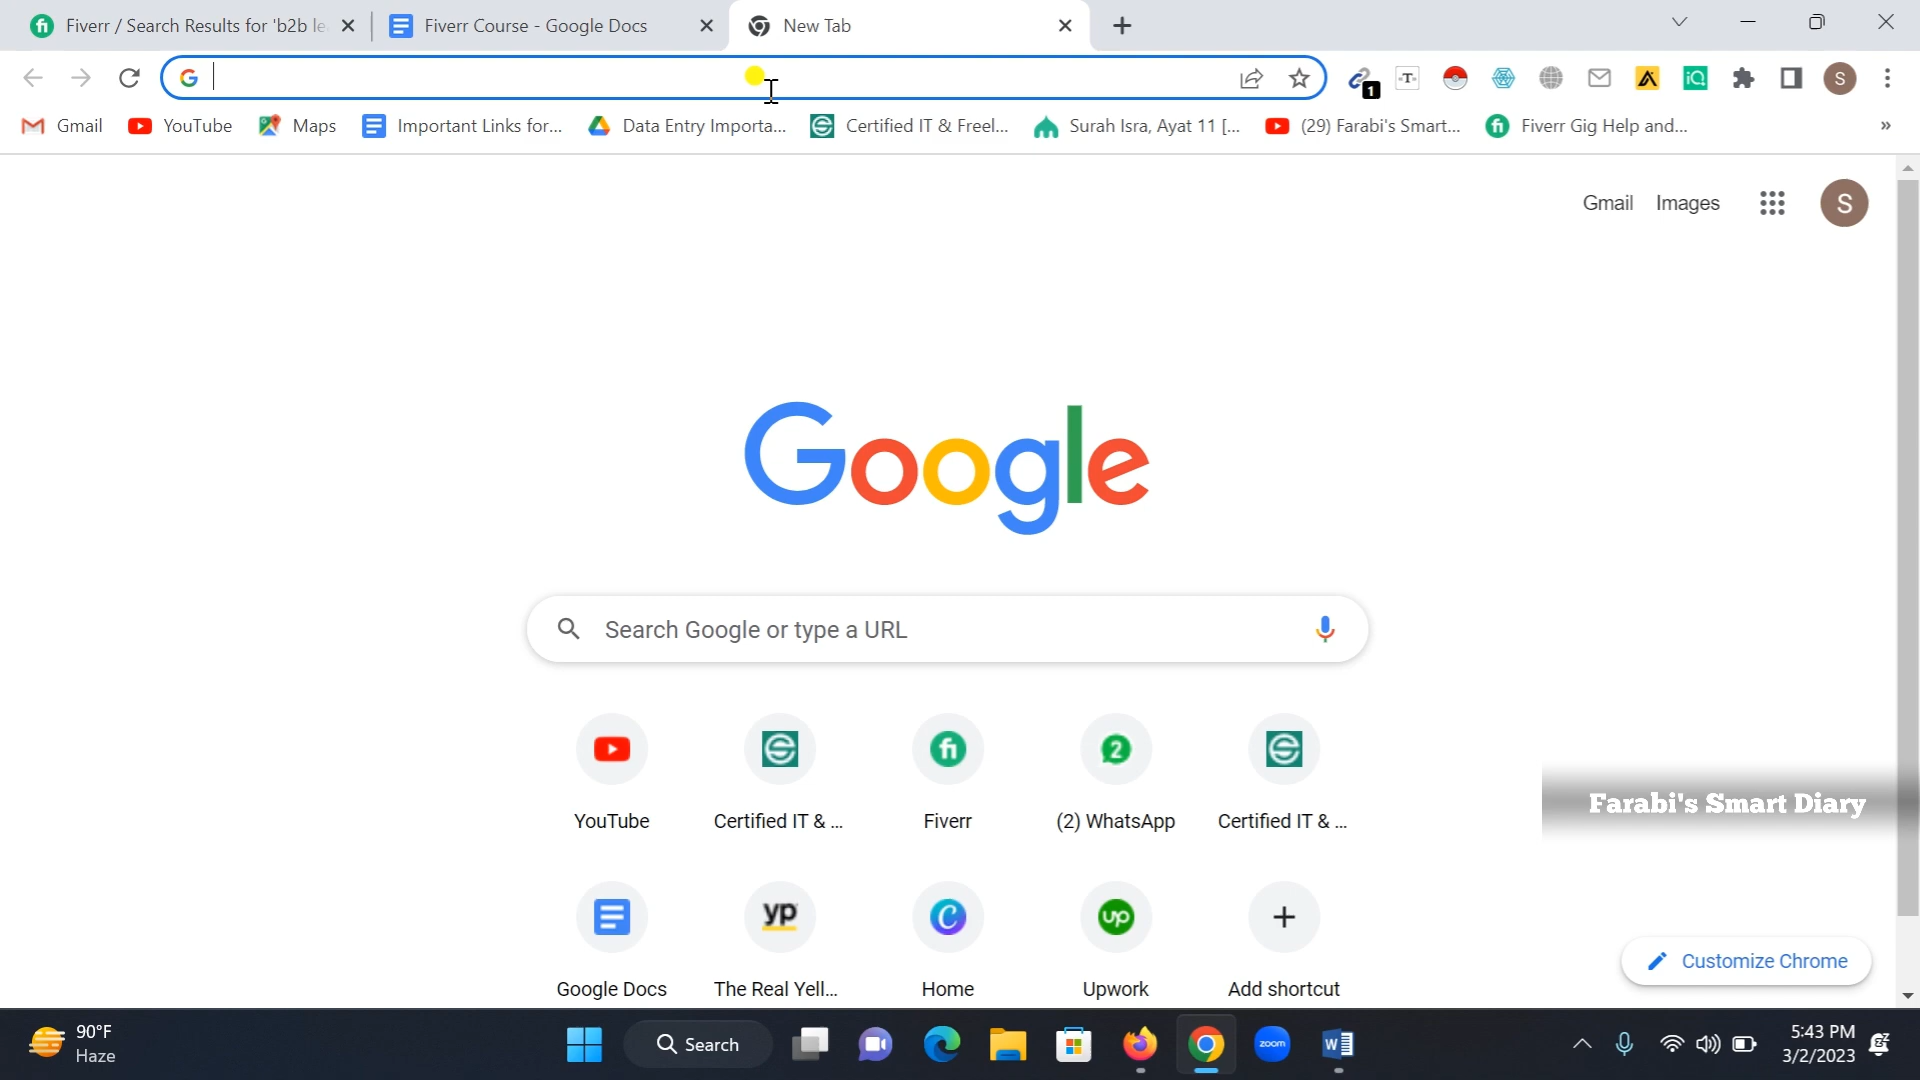 Fiverr / Search Results for 'b2b le
Fiverr Course - Google Docs
New Tab
1
-T-
iQ
S
Gmail
YouTube
Maps
Important Links for...
Data Entry Importa...
Certified IT & Freel...
Surah Isra, Ayat 11 [...
(29) Farabi's Smart...
Fiverr Gig Help and...
»
Gmail
Images
S
Google
Search Google or type a URL
YouTube
Certified IT & ...
Fiverr
(2) WhatsApp
Certified IT & ...
Farabi's Smart Diary
Google Docs
The Real Yell...
Home
Upwork
Add shortcut
Customize Chrome
90°F
Haze
Search
zoom
5:43 PM
3/2/2023